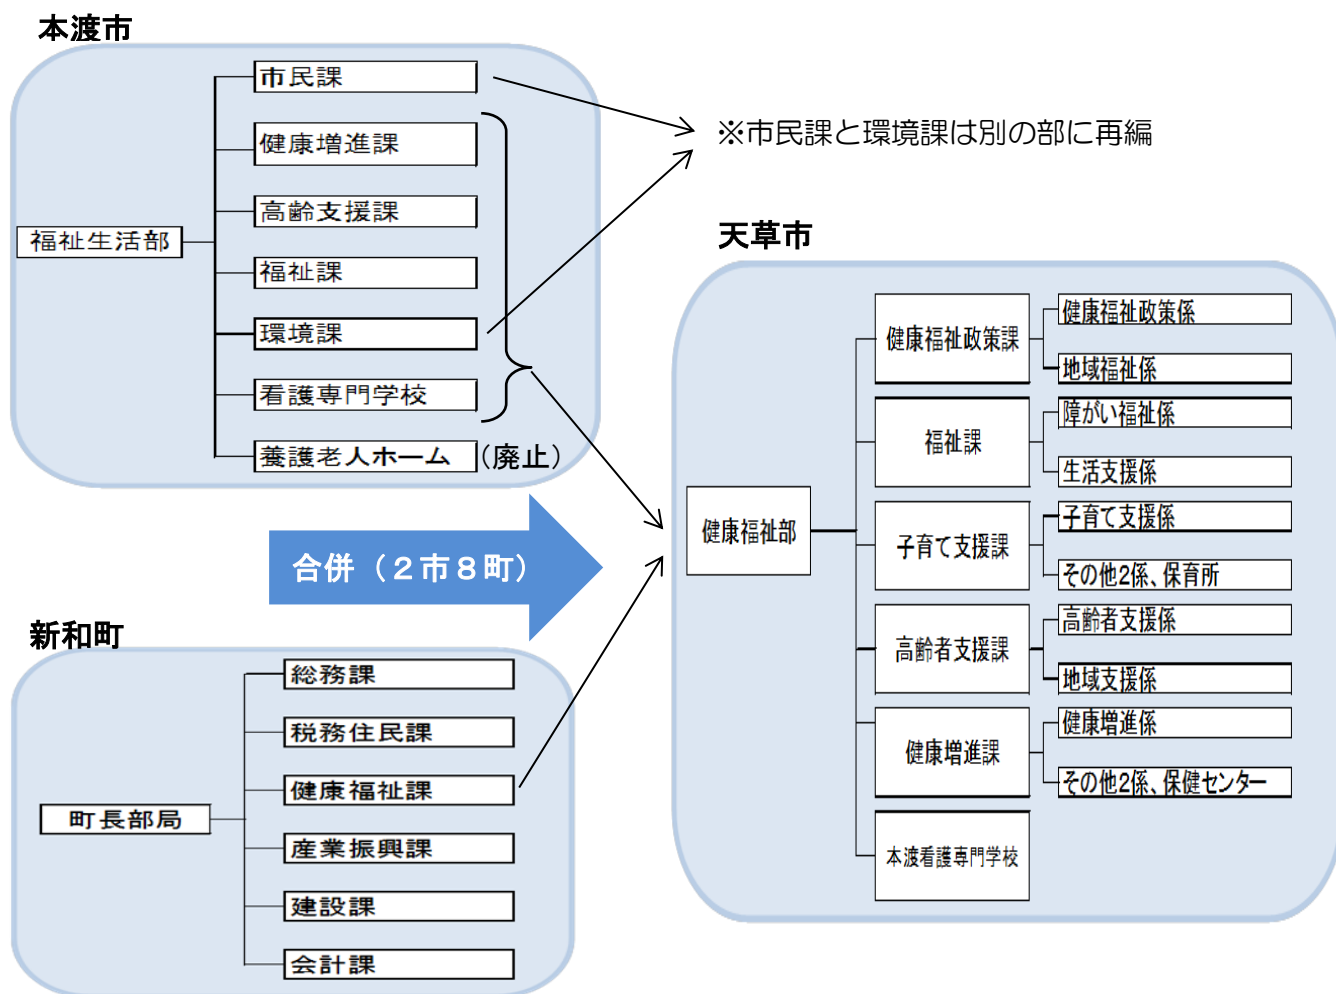 本渡市
市民課
健康増進課
高齢支援課
福祉生活部
福祉課
環境課
看護専門学校
養護老人ホーム
(廃止)
※市民課と環境課は別の部に再編
合併（２市８町）
新和町
総務課
税務住民課
健康福祉課
町長部局
産業振興課
建設課
会計課
天草市
健康福祉部
健康福祉政策課
健康福祉政策係
地域福祉係
福祉課
障がい福祉係
生活支援係
子育て支援課
子育て支援係
その他2係、保育所
高齢者支援課
高齢者支援係
地域支援係
健康増進課
健康増進係
その他2係、保健センター
本渡看護専門学校